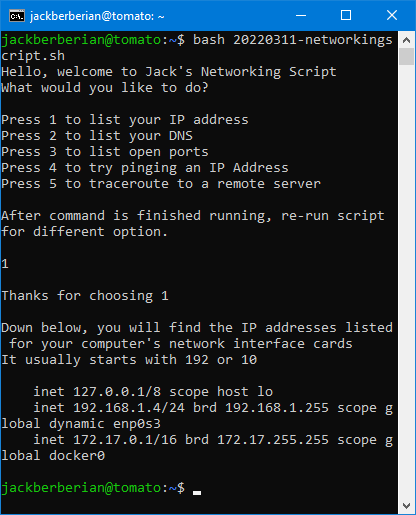 jackberberian@tomato: ~
jackberberian@tomato:~$ bash 20220311-networkings
cript.sh
Hello, welcome to Jack's Networking Script
What would you like to do?
Press 1 to list your IP address
Press 2 to list your DNS
Press 3 to list open ports
Press 4 to try pinging an IP Address
Press 5 to traceroute to a remote server
After command is finished running, re-run script
for different option.
1
Thanks for choosing 1
Down below, you will find the IP addresses listed
 for your computer's network interface cards
It usually starts with 192 or 10
    inet 127.0.0.1/8 scope host lo
    inet 192.168.1.4/24 brd 192.168.1.255 scope g
lobal dynamic enp0s3
    inet 172.17.0.1/16 brd 172.17.255.255 scope g
lobal docker0
jackberberian@tomato:~$